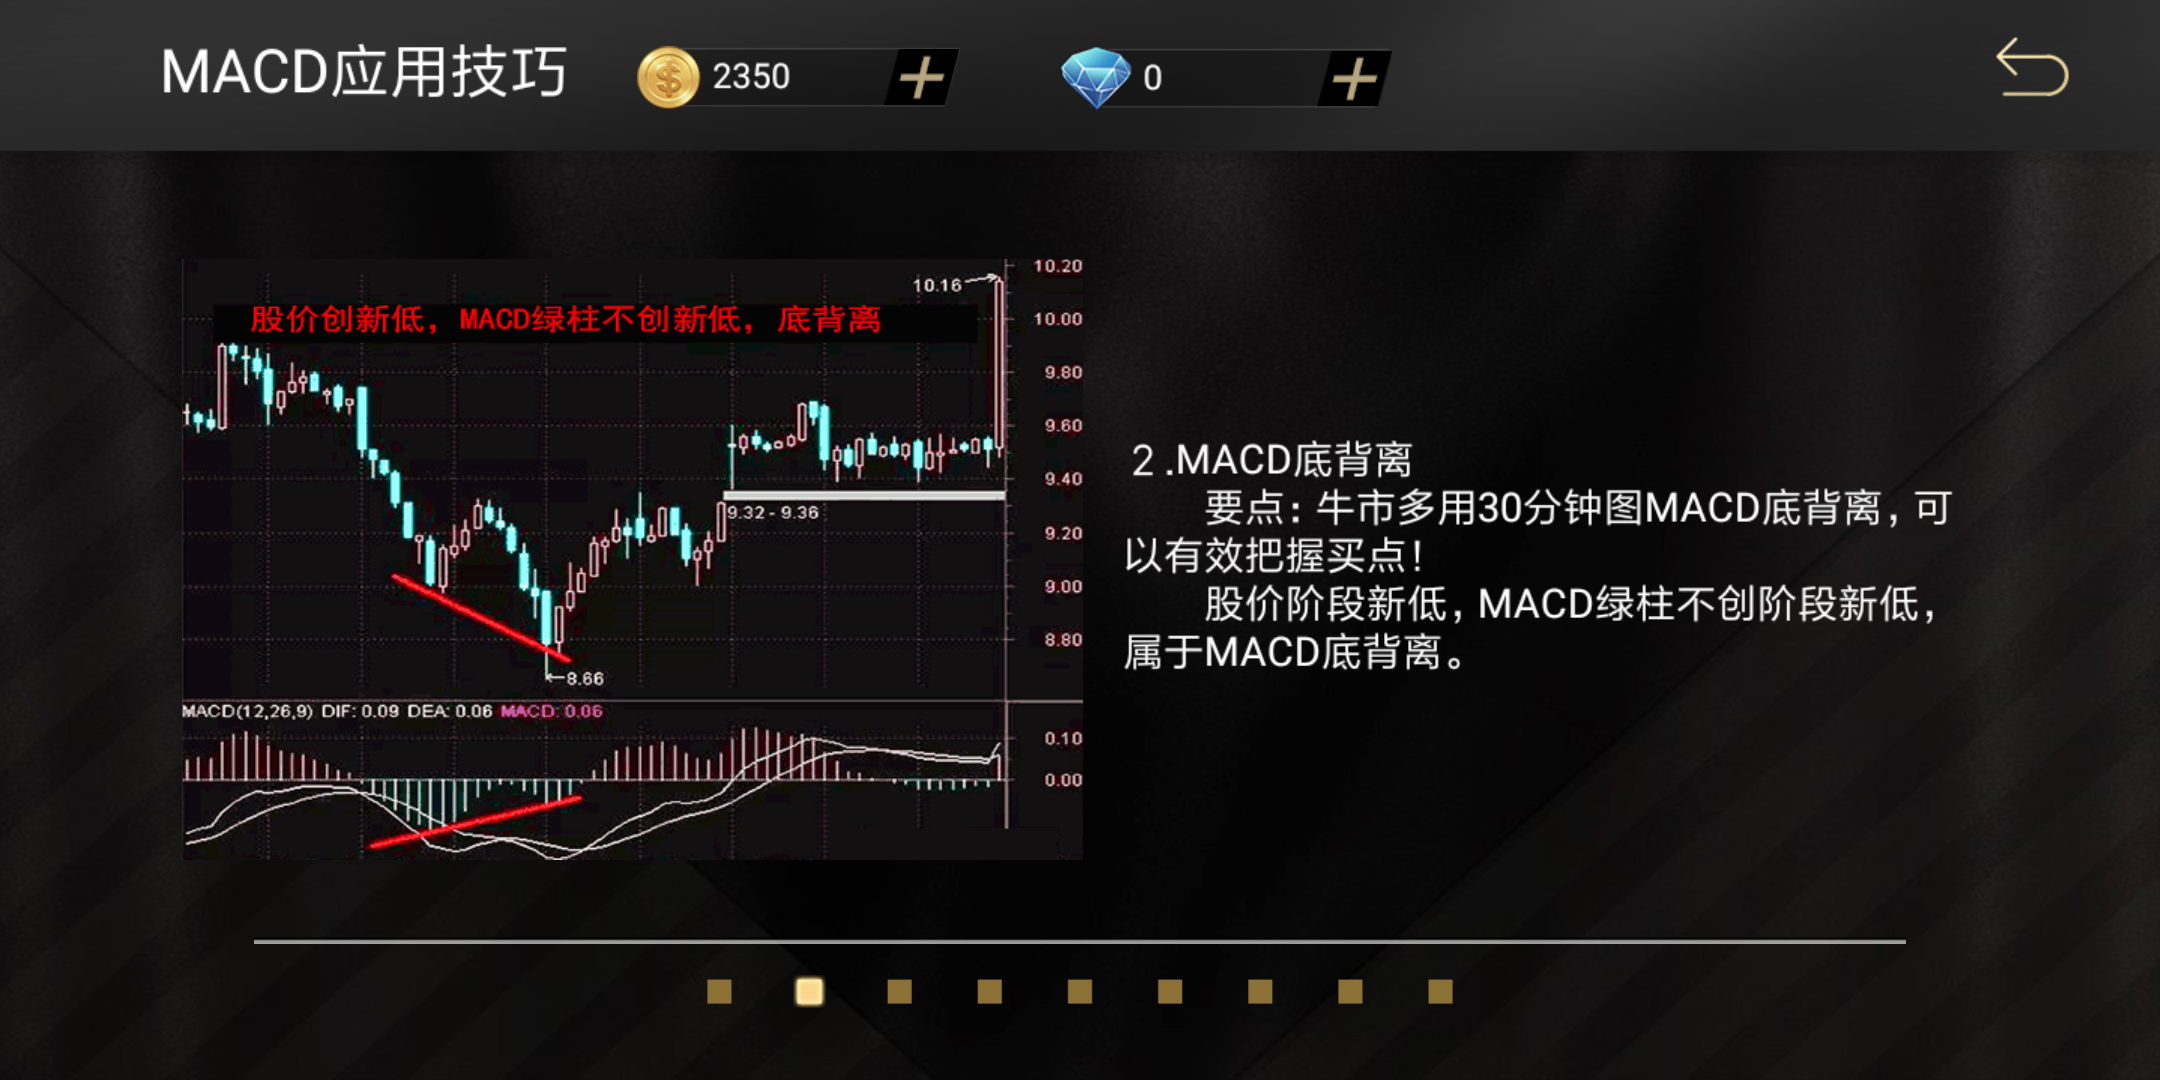 MACD应用技巧
2350
0
股价创新低，MACD绿柱不创新低，底背离
10.16
10.20
10.00
9.80
9.60
9.40
9.32 - 9.36
9.20
9.00
8.80
8.66
MACD(12,26,9) DIF: 0.09 DEA: 0.06 MACD: 0.06
0.10
0.00
2 .MACD底背离
要点：牛市多用30分钟图MACD底背离，可
以有效把握买点！
股价阶段新低，MACD绿柱不创阶段新低，
属于MACD底背离。